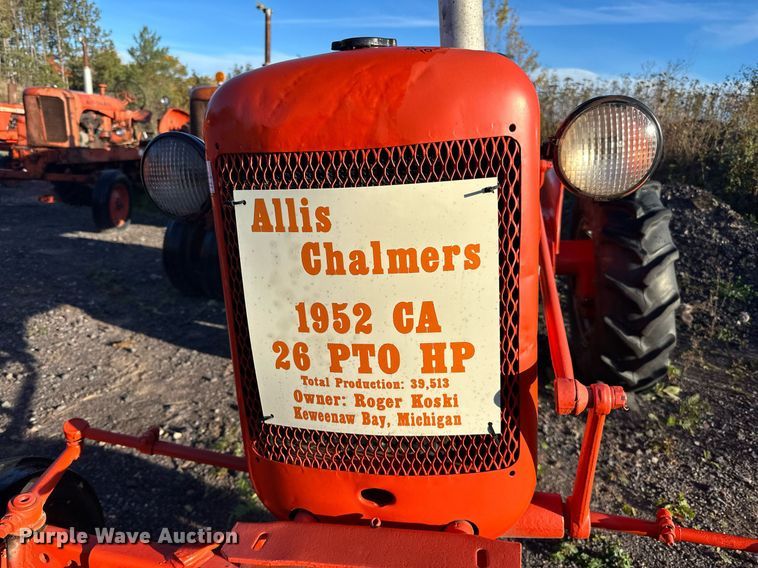 Allis
Chalmers
1952 CA
26 PTO HP
Total Production: 39,513
Owner: Roger Koski
Keweenaw Bay, Michigan
Purple Wave Auction®